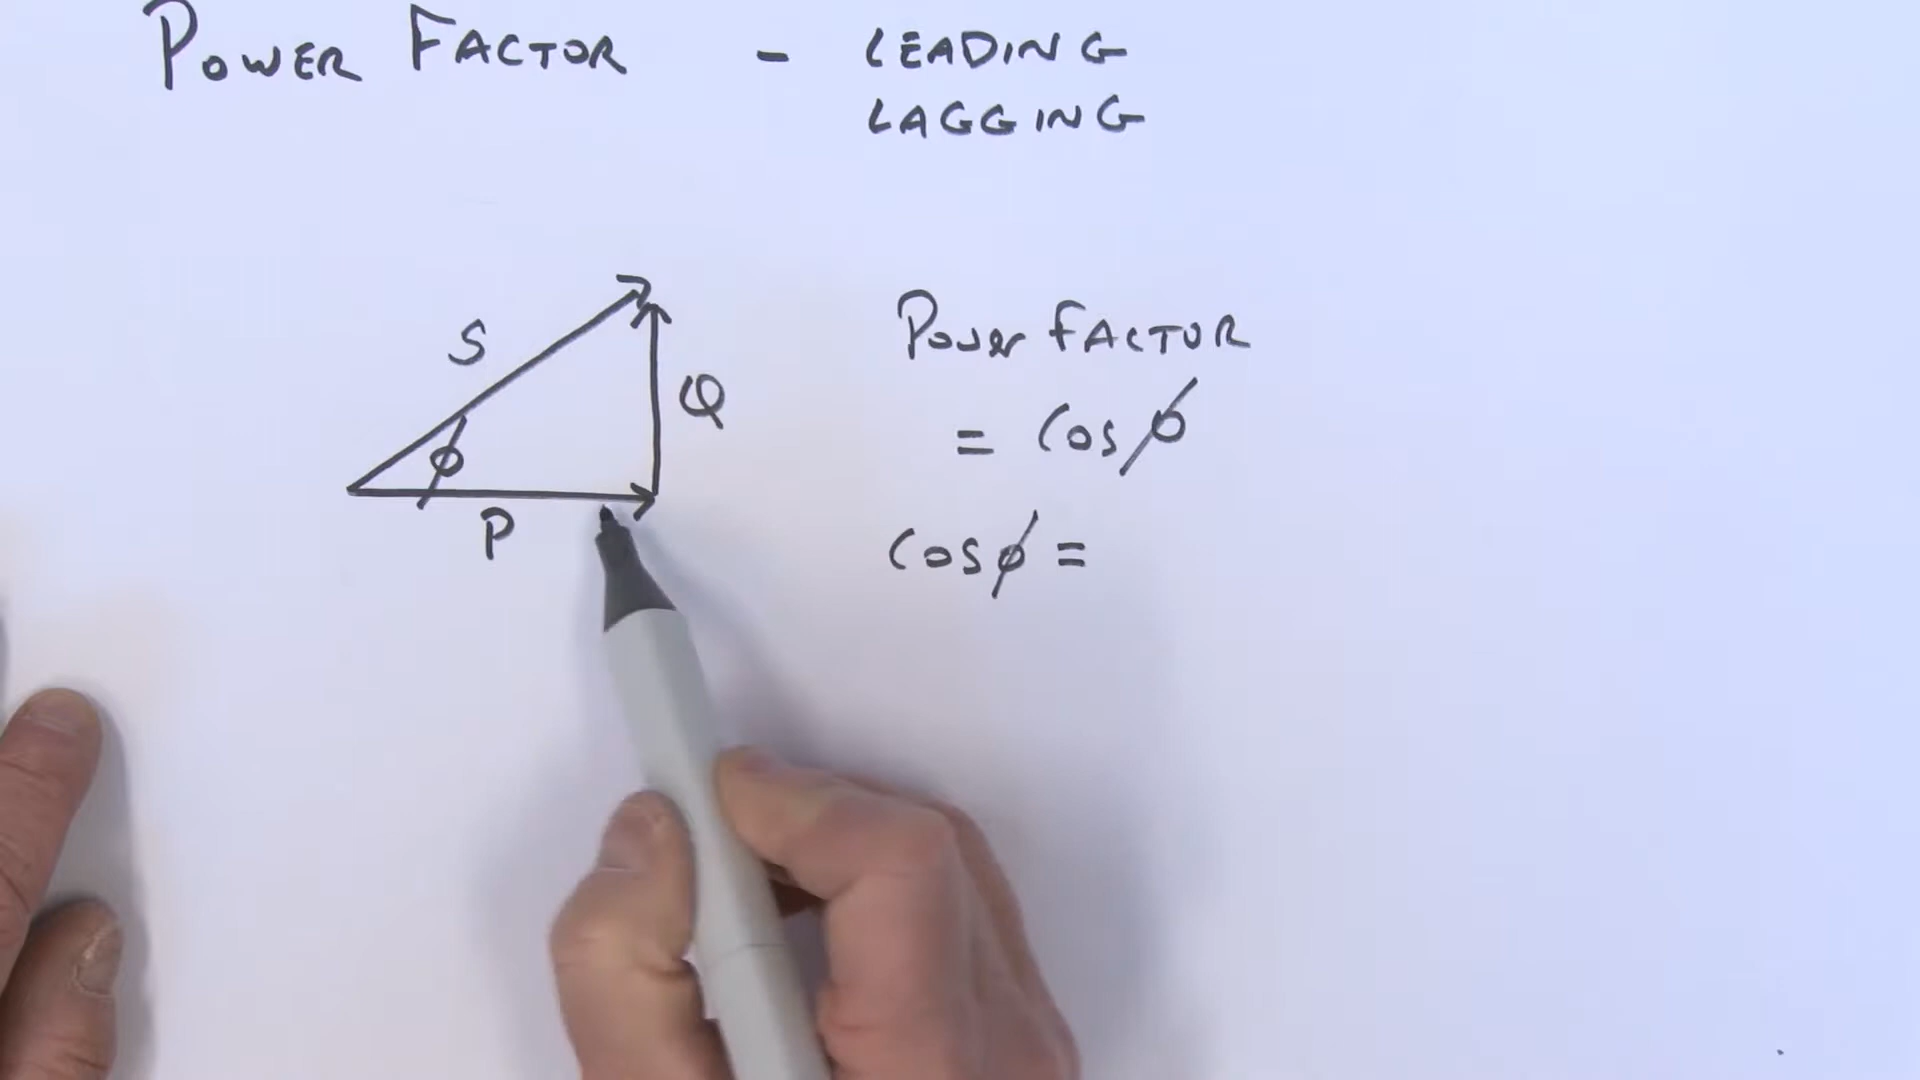 POWER FACTOR - LEADING
LAGGING
S
Q
ϕ
P
Power FACTOR
= Cos ϕ
Cos ϕ =